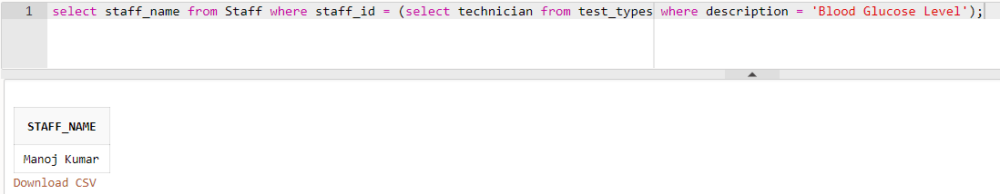 1 select staff_name from Staff where staff_id = (select technician from test_types where description = 'Blood Glucose Level');
STAFF_NAME
Manoj Kumar
Download CSV